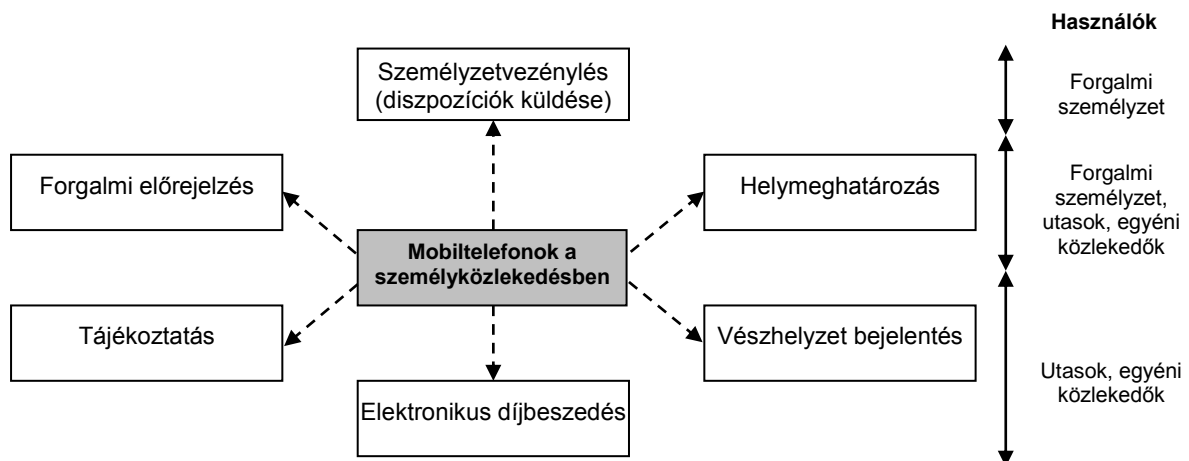 Használók
Személyzetvezénylés
(diszpozíciók küldése)
Forgalmi
személyzet
Forgalmi előrejelzés
Helymeghatározás
Forgalmi
személyzet,
utasok, egyéni
közlekedők
Mobiltelefonok a
személyközlekedésben
Tájékoztatás
Vészhelyzet bejelentés
Elektronikus díjbeszedés
Utasok, egyéni
közlekedők